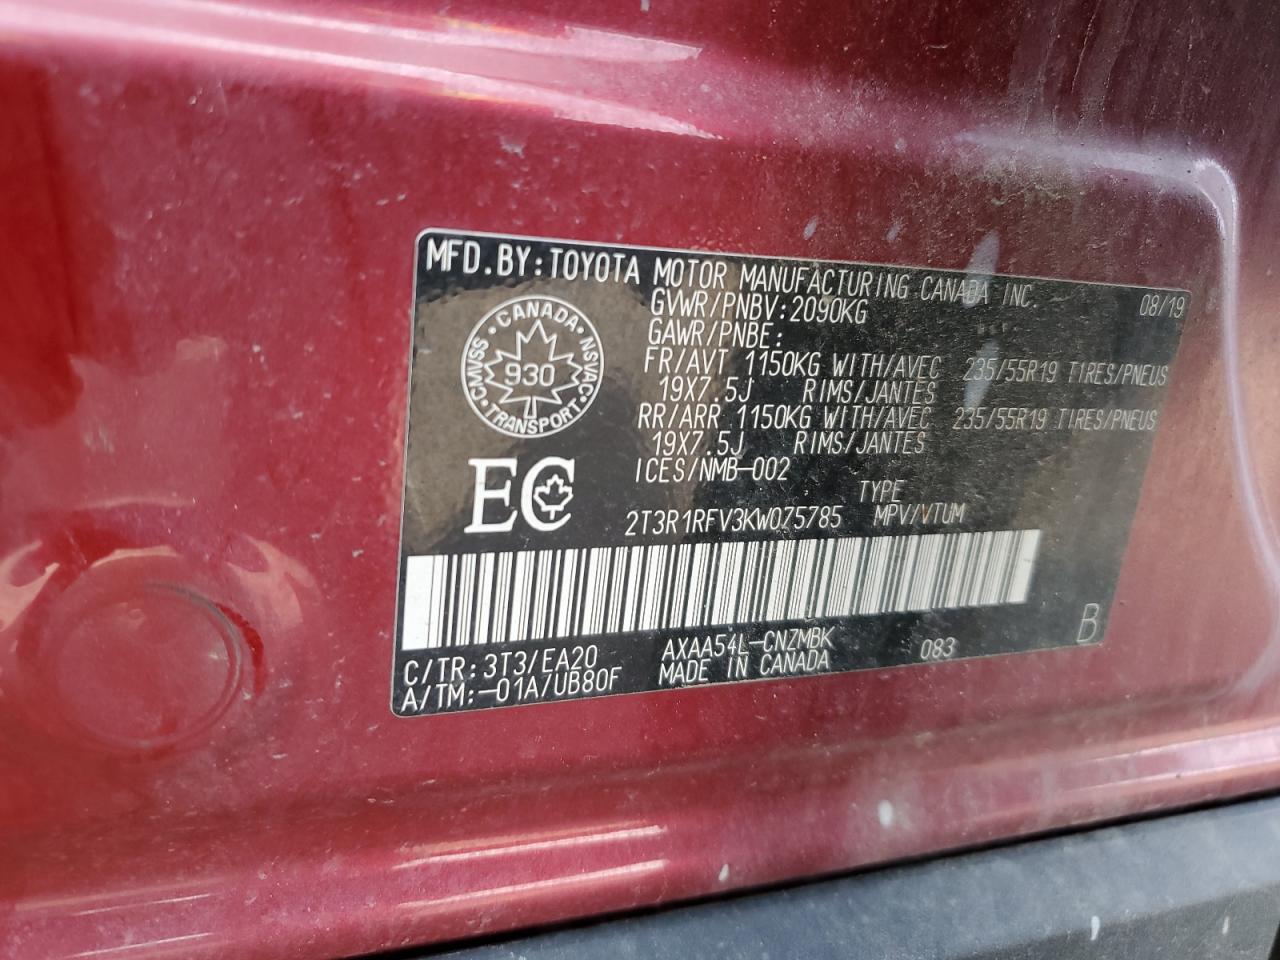 MFD.BY:TOYOTA MOTOR MANUFACTURING CANADA INC. 08/19
GVWR/PNBV:2090KG
GAWR/PNBE:
FR/AVT 1150KG WITH/AVEC 235/55R19 TIRES/PNEUS
19X7.5J RIMS/JANTES
RR/ARR 1150KG WITH/AVEC 235/55R19 TIRES/PNEUS
19X7.5J RIMS/JANTES
ICES/NMB-002
CANADA • NSVAC • TRANSPORT • CMVSS
930
EC
TYPE
2T3R1RFV3KW075785 MPV/VTUM
C/TR:3T3/EA20 AXAA54L-CNZMBK 083 B
A/TM:-01A/UB80F MADE IN CANADA